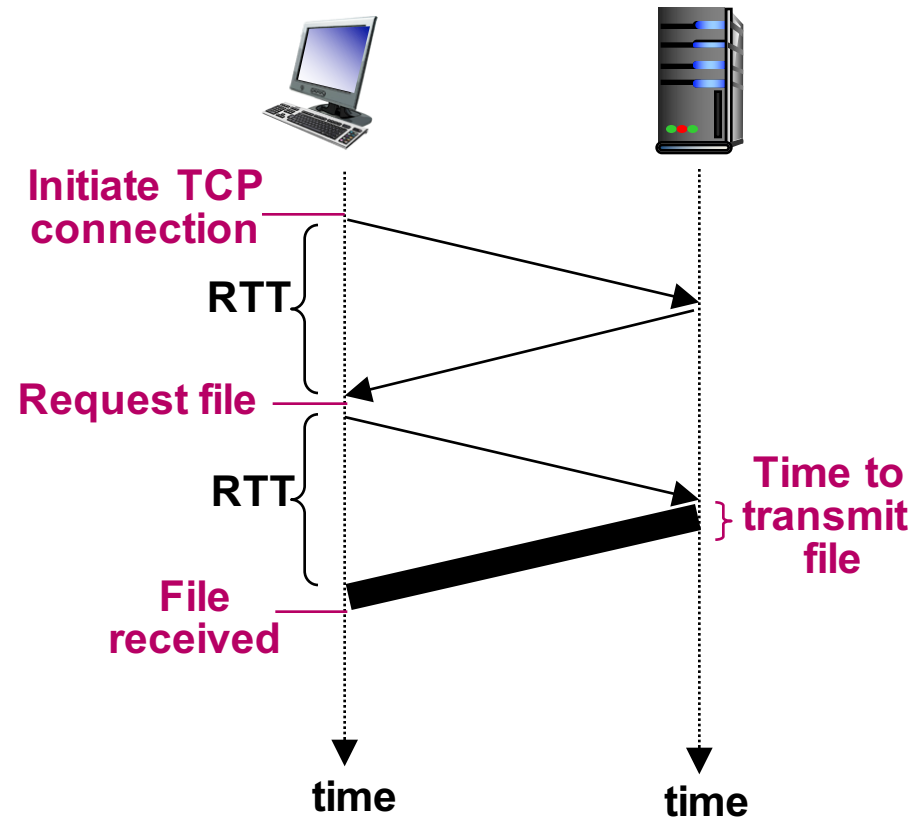 Initiate TCP
connection
RTT
Request file
RTT
Time to
transmit
file
File
received
time
time